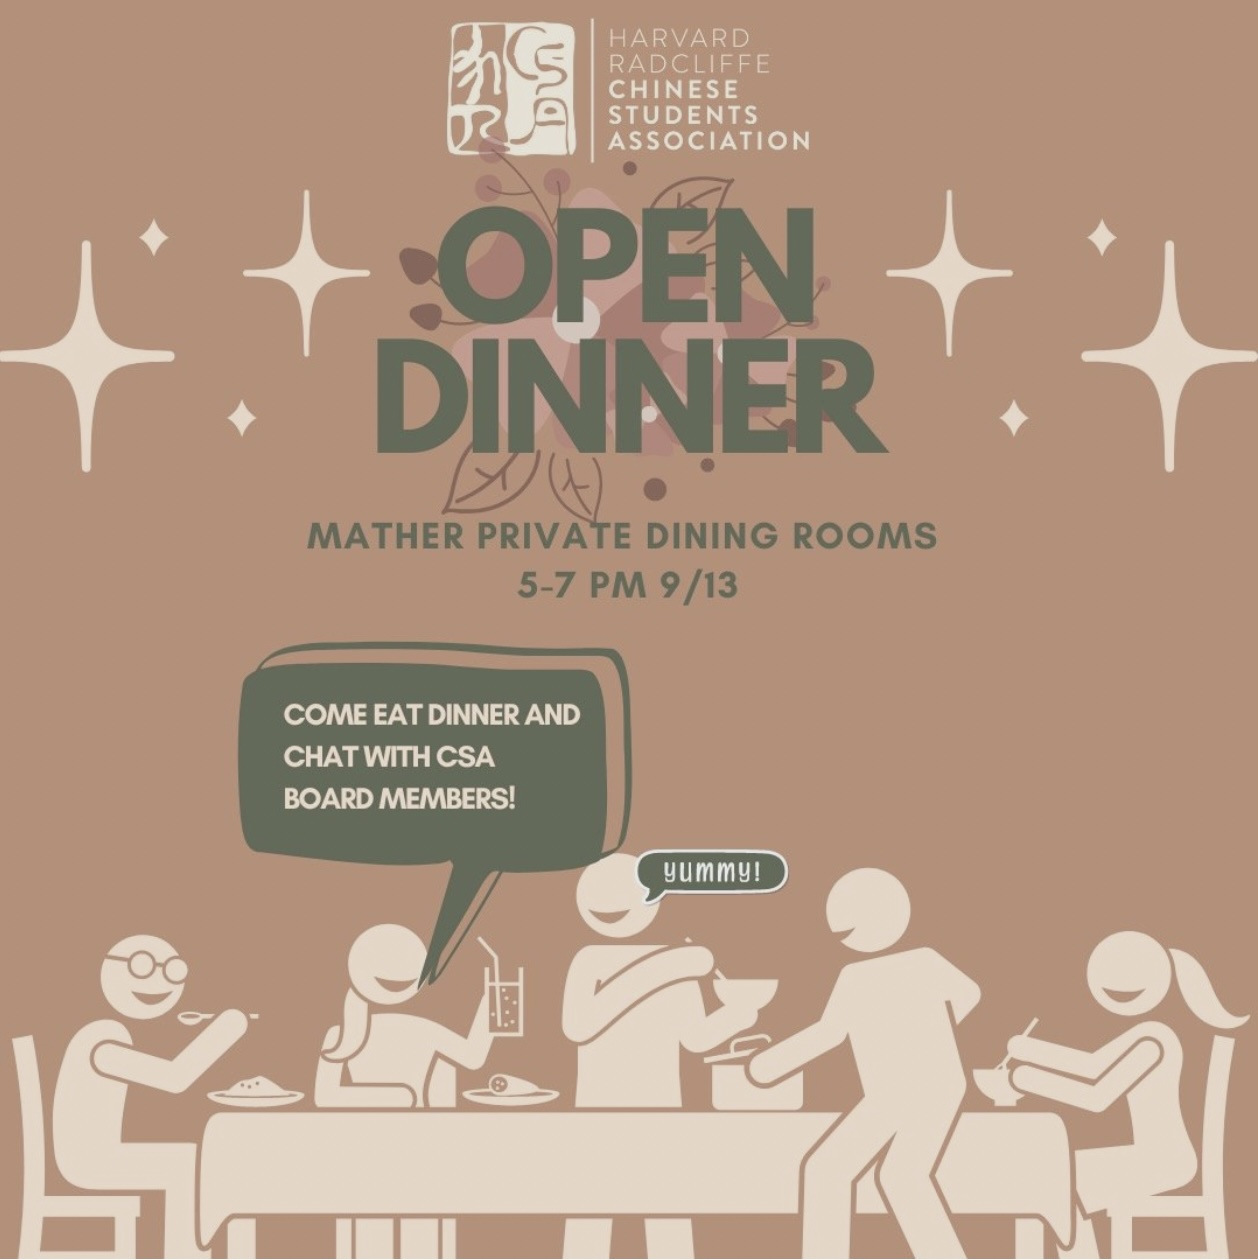 HARVARD
RADCLIFFE
CHINESE
STUDENTS
ASSOCIATION
OPEN
DINNER
MATHER PRIVATE DINING ROOMS
5-7 PM 9/13
COME EAT DINNER AND
CHAT WITH CSA
BOARD MEMBERS!
yummy!